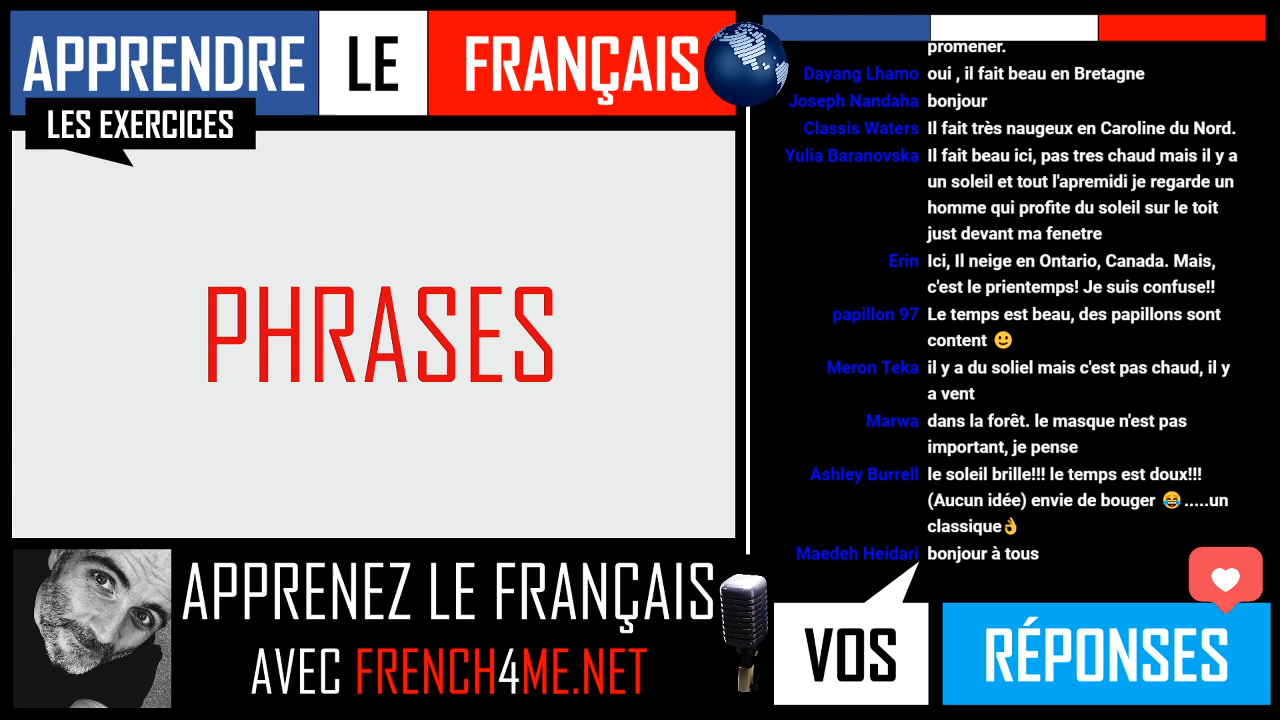 APPRENDRE LE FRANÇAIS
LES EXERCICES
PHRASES
APPRENEZ LE FRANÇAIS
AVEC FRENCH4ME.NET
promener.
Dayang Lhamo oui , il fait beau en Bretagne
Joseph Nandaha bonjour
Classis Waters Il fait très naugeux en Caroline du Nord.
Yulia Baranovska Il fait beau ici, pas tres chaud mais il y a
un soleil et tout l'apremidi je regarde un
homme qui profite du soleil sur le toit
just devant ma fenetre
Erin Ici, Il neige en Ontario, Canada. Mais,
c'est le prientemps! Je suis confuse!!
papillon 97 Le temps est beau, des papillons sont
content 🙂
Meron Teka il y a du soliel mais c'est pas chaud, il y
a vent
Marwa dans la forêt. le masque n'est pas
important, je pense
Ashley Burrell le soleil brille!!! le temps est doux!!!
(Aucun idée) envie de bouger 😂.....un
classique👌
Maedeh Heidari bonjour à tous
VOS RÉPONSES